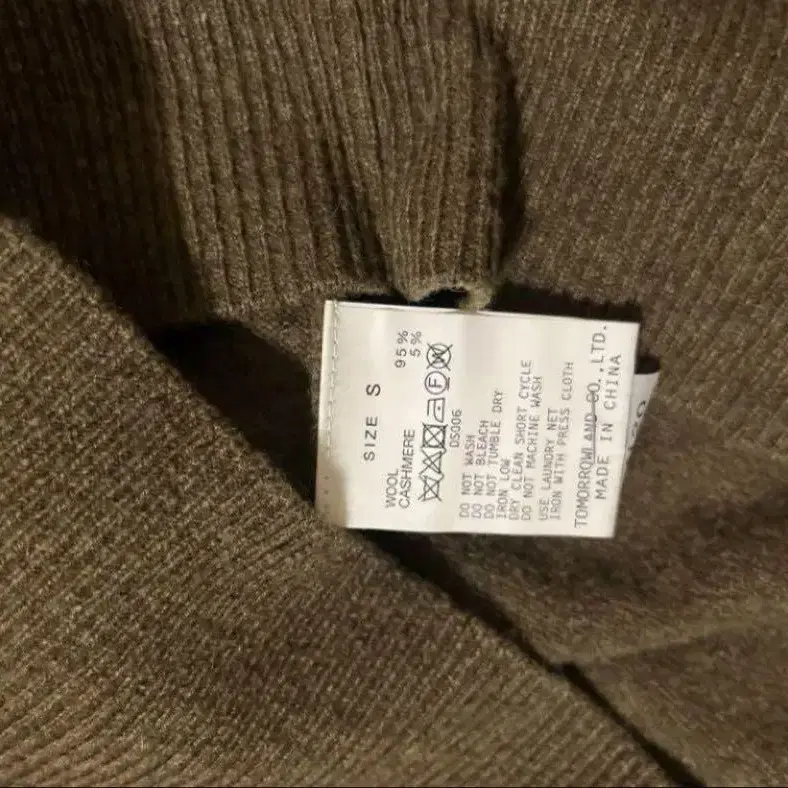 SIZE S
WOOL 95%
CASHMERE 5%
DS006
DO NOT WASH
DO NOT BLEACH
DO NOT TUMBLE DRY
IRON LOW
DRY CLEAN SHORT CYCLE
DO NOT MACHINE WASH
USE LAUNDRY NET
IRON WITH PRESS CLOTH
TOMORROWLAND CO.,LTD.
MADE IN CHINA